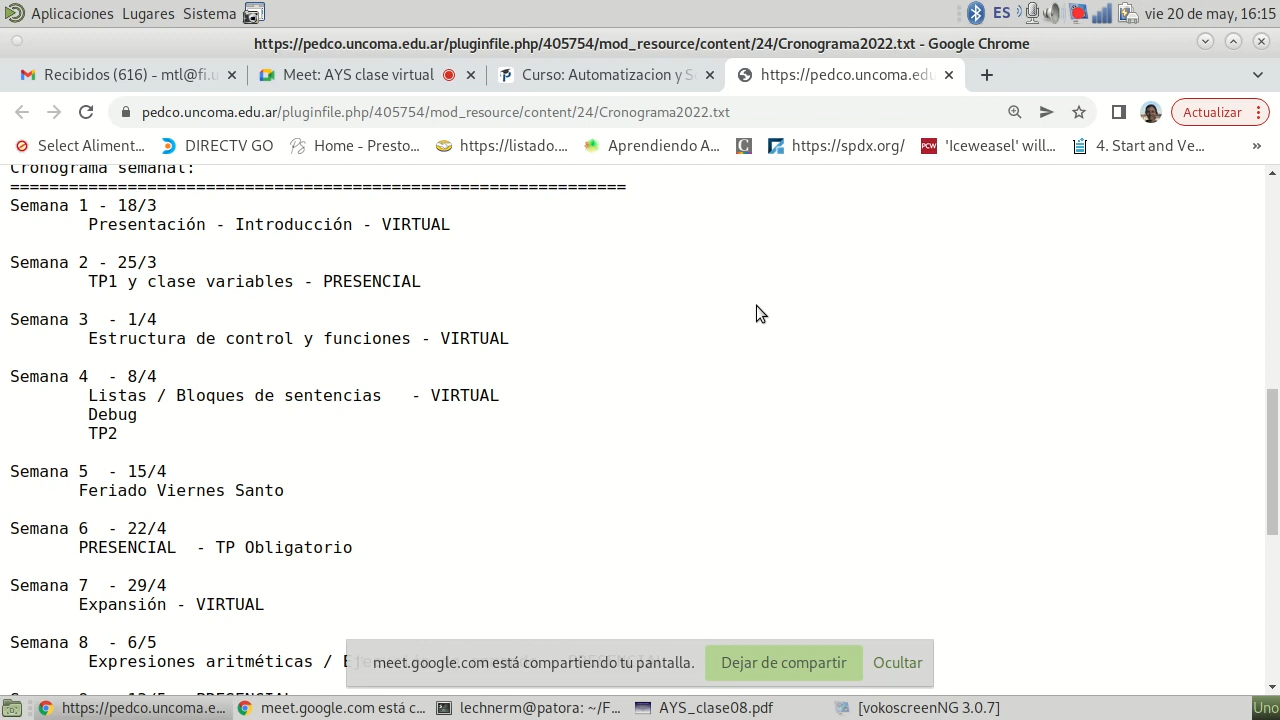 Aplicaciones Lugares Sistema ES vie 20 de may, 16:15
https://pedco.uncoma.edu.ar/pluginfile.php/405754/mod_resource/content/24/Cronograma2022.txt - Google Chrome
Recibidos (616) - mtl@fi.u Meet: AYS clase virtual Curso: Automatizacion y S https://pedco.uncoma.edu
pedco.uncoma.edu.ar/pluginfile.php/405754/mod_resource/content/24/Cronograma2022.txt Actualizar
Select Aliment... DIRECTV GO Home - Presto... https://listado.... Aprendiendo A... https://spdx.org/ 'Iceweasel' will... 4. Start and Ve... »
Cronograma semanal:
===============================================================
Semana 1 - 18/3
Presentación - Introducción - VIRTUAL
Semana 2 - 25/3
TP1 y clase variables - PRESENCIAL
Semana 3 - 1/4
Estructura de control y funciones - VIRTUAL
Semana 4 - 8/4
Listas / Bloques de sentencias - VIRTUAL
Debug
TP2
Semana 5 - 15/4
Feriado Viernes Santo
Semana 6 - 22/4
PRESENCIAL - TP Obligatorio
Semana 7 - 29/4
Expansión - VIRTUAL
Semana 8 - 6/5
Expresiones aritméticas /
meet.google.com está compartiendo tu pantalla. Dejar de compartir Ocultar
https://pedco.uncoma.e... meet.google.com está c... lechnerm@patora: ~/F... AYS_clase08.pdf [vokoscreenNG 3.0.7] Uno